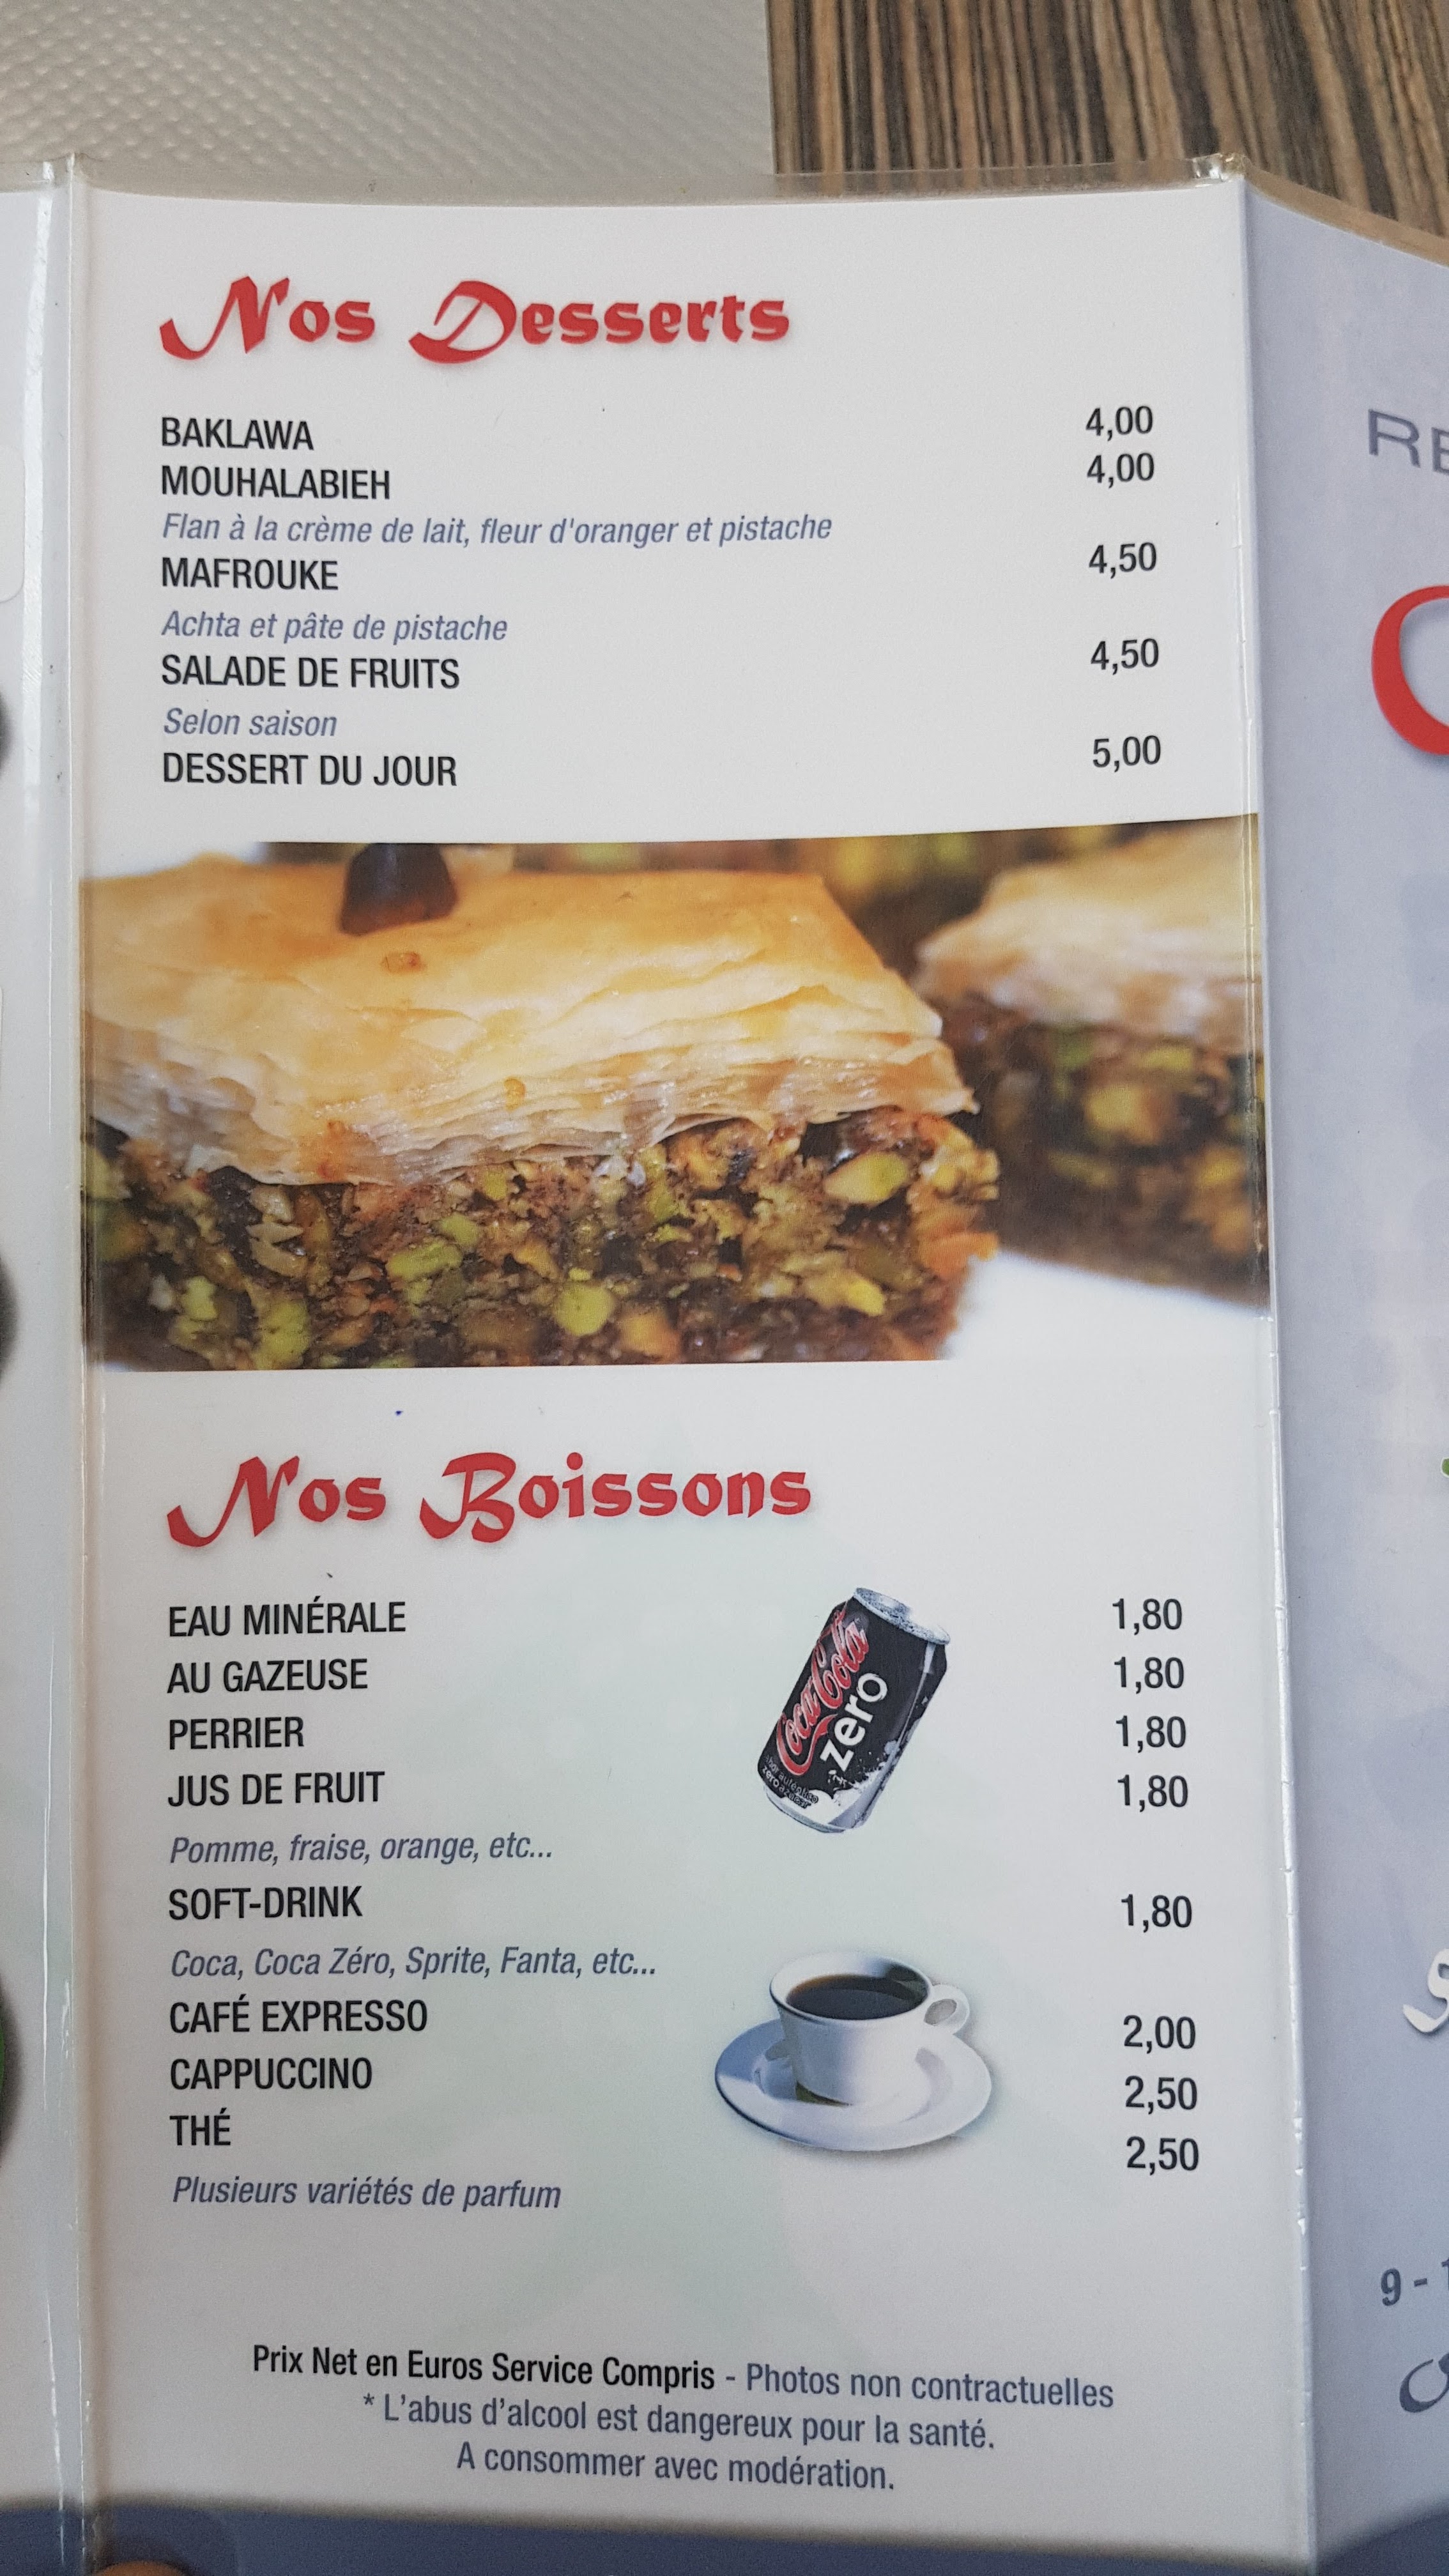 Nos Desserts
BAKLAWA 4,00
MOUHALABIEH 4,00
Flan à la crème de lait, fleur d'oranger et pistache
MAFROUKE 4,50
Achta et pâte de pistache
SALADE DE FRUITS 4,50
Selon saison
DESSERT DU JOUR 5,00
Nos Boissons
EAU MINÉRALE 1,80
AU GAZEUSE 1,80
PERRIER 1,80
JUS DE FRUIT 1,80
Pomme, fraise, orange, etc...
SOFT-DRINK 1,80
Coca, Coca Zéro, Sprite, Fanta, etc...
CAFÉ EXPRESSO 2,00
CAPPUCCINO 2,50
THÉ 2,50
Plusieurs variétés de parfum
Coca-Cola
zero
Prix Net en Euros Service Compris - Photos non contractuelles
* L'abus d'alcool est dangereux pour la santé.
A consommer avec modération.
RE
9 -